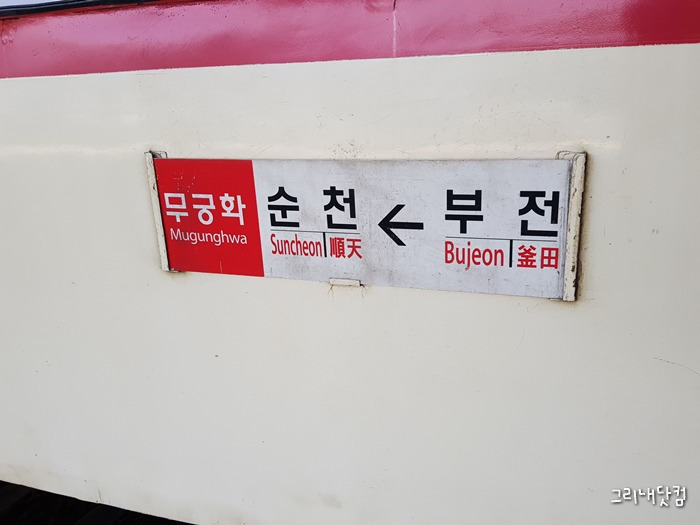 무궁화
Mugunghwa
순천 ← 부전
Suncheon 順天
Bujeon 釜田
그리내닷컴